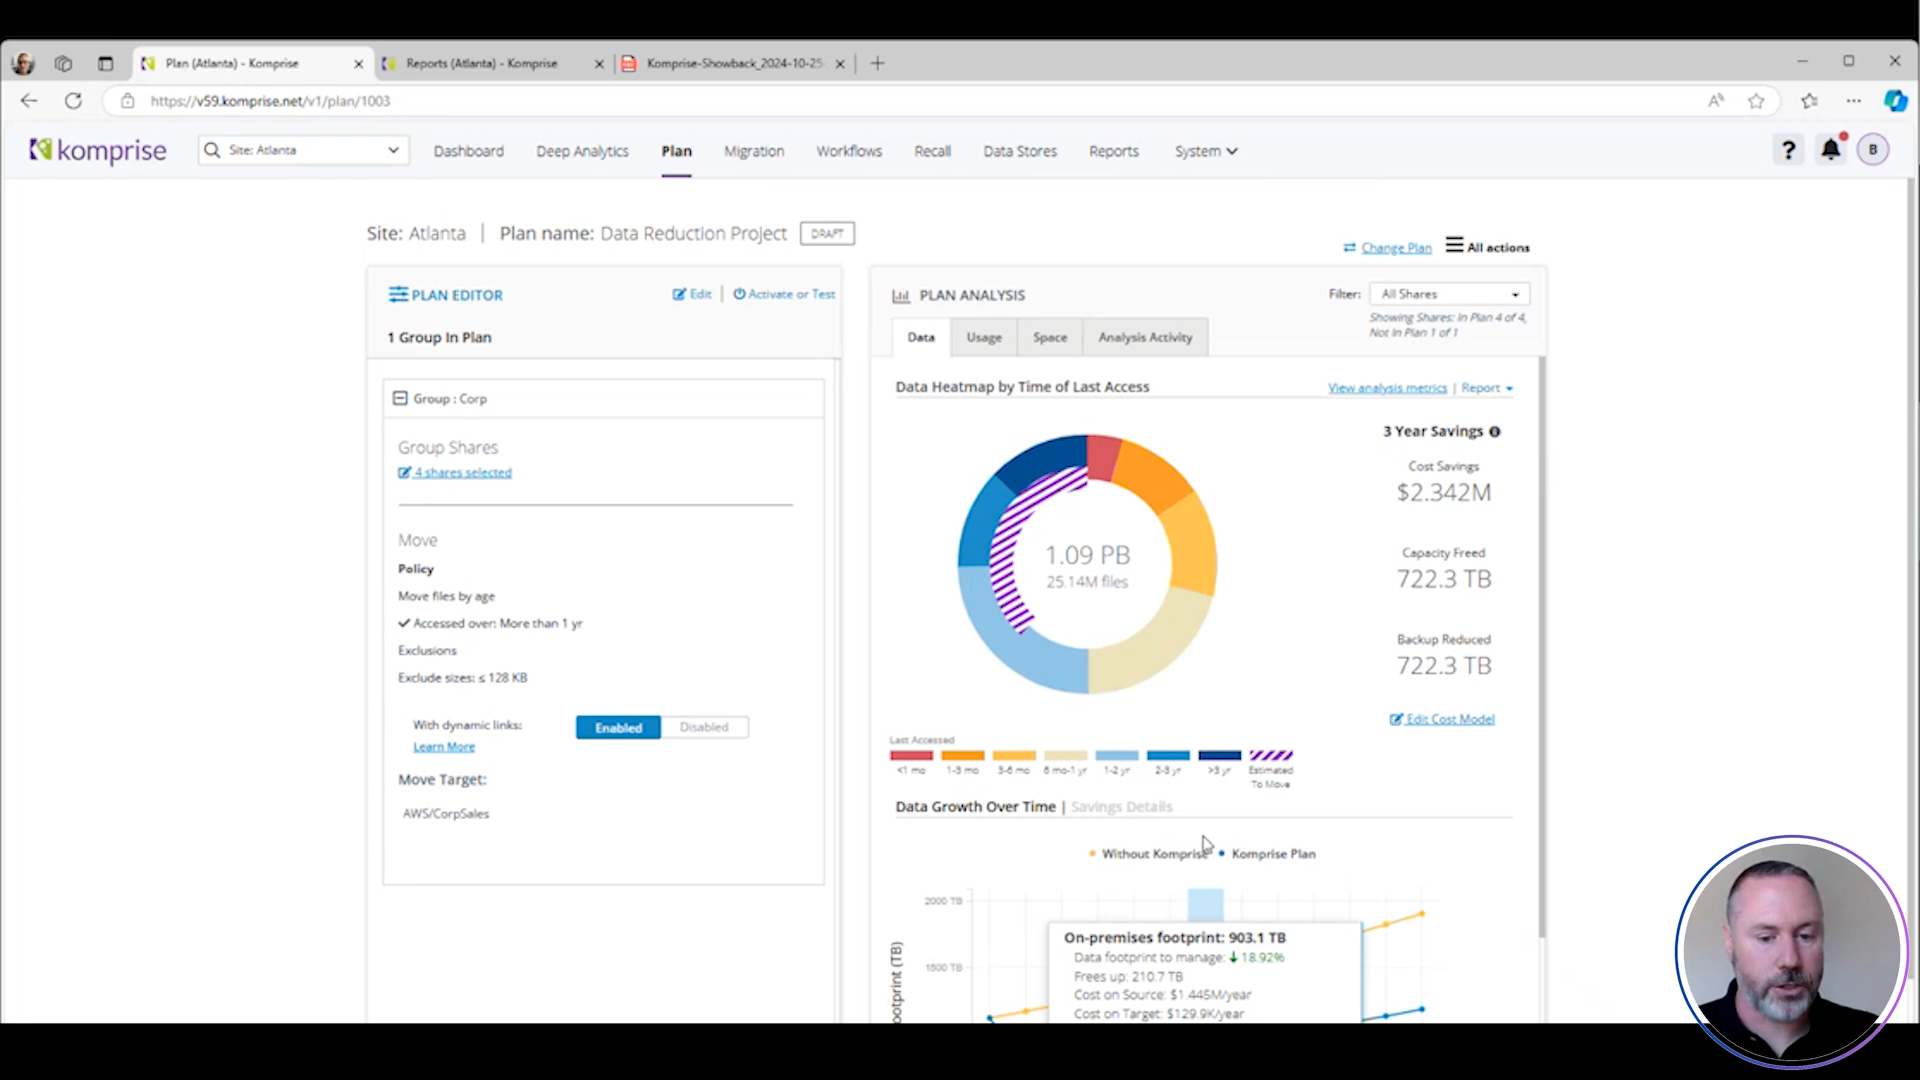 Plan (Atlanta) - Komprise
Reports (Atlanta) - Komprise
Komprise-Showback_2024-10-25
https://v59.komprise.net/v1/plan/1003
komprise
Site: Atlanta
Dashboard
Deep Analytics
Plan
Migration
Workflows
Recall
Data Stores
Reports
System
?
B
Site: Atlanta | Plan name: Data Reduction Project
DRAFT
Change Plan
All actions
PLAN EDITOR
Edit
Activate or Test
1 Group In Plan
Group : Corp
Group Shares
4 shares selected
Move
Policy
Move files by age
Accessed over: More than 1 yr
Exclusions
Exclude sizes: ≤ 128 KB
With dynamic links:
Enabled
Disabled
Learn More
Move Target:
AWS/CorpSales
PLAN ANALYSIS
Filter:
All Shares
Showing Shares: In Plan 4 of 4,
Not In Plan 1 of 1
Data
Usage
Space
Analysis Activity
Data Heatmap by Time of Last Access
View analysis metrics | Report
1.09 PB
25.14M files
3 Year Savings
Cost Savings
$2.342M
Capacity Freed
722.3 TB
Backup Reduced
722.3 TB
Edit Cost Model
Last Accessed
<1 mo
1-3 mo
3-6 mo
6 mo-1 yr
1-2 yr
2-3 yr
>3 yr
Estimated
To Move
Data Growth Over Time | Savings Details
Without Komprise
Komprise Plan
2000 TB
1500 TB
ootprint (TB)
On-premises footprint: 903.1 TB
Data footprint to manage: ↓ 18.92%
Frees up: 210.7 TB
Cost on Source: $1.445M/year
Cost on Target: $129.9K/year